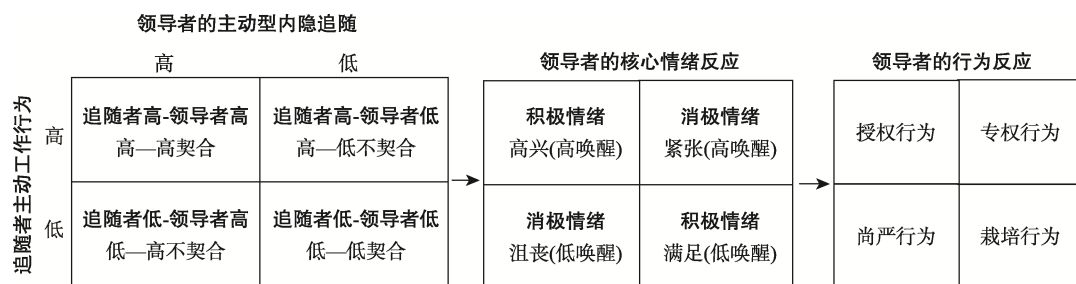 领导者的主动型内隐追随
高 低
领导者的核心情绪反应
领导者的行为反应
追随者主动工作行为
高
追随者高-领导者高
高—高契合
追随者高-领导者低
高—低不契合
积极情绪
高兴(高唤醒)
消极情绪
紧张(高唤醒)
授权行为
专权行为
低
追随者低-领导者高
低—高不契合
追随者低-领导者低
低—低契合
消极情绪
沮丧(低唤醒)
积极情绪
满足(低唤醒)
尚严行为
栽培行为